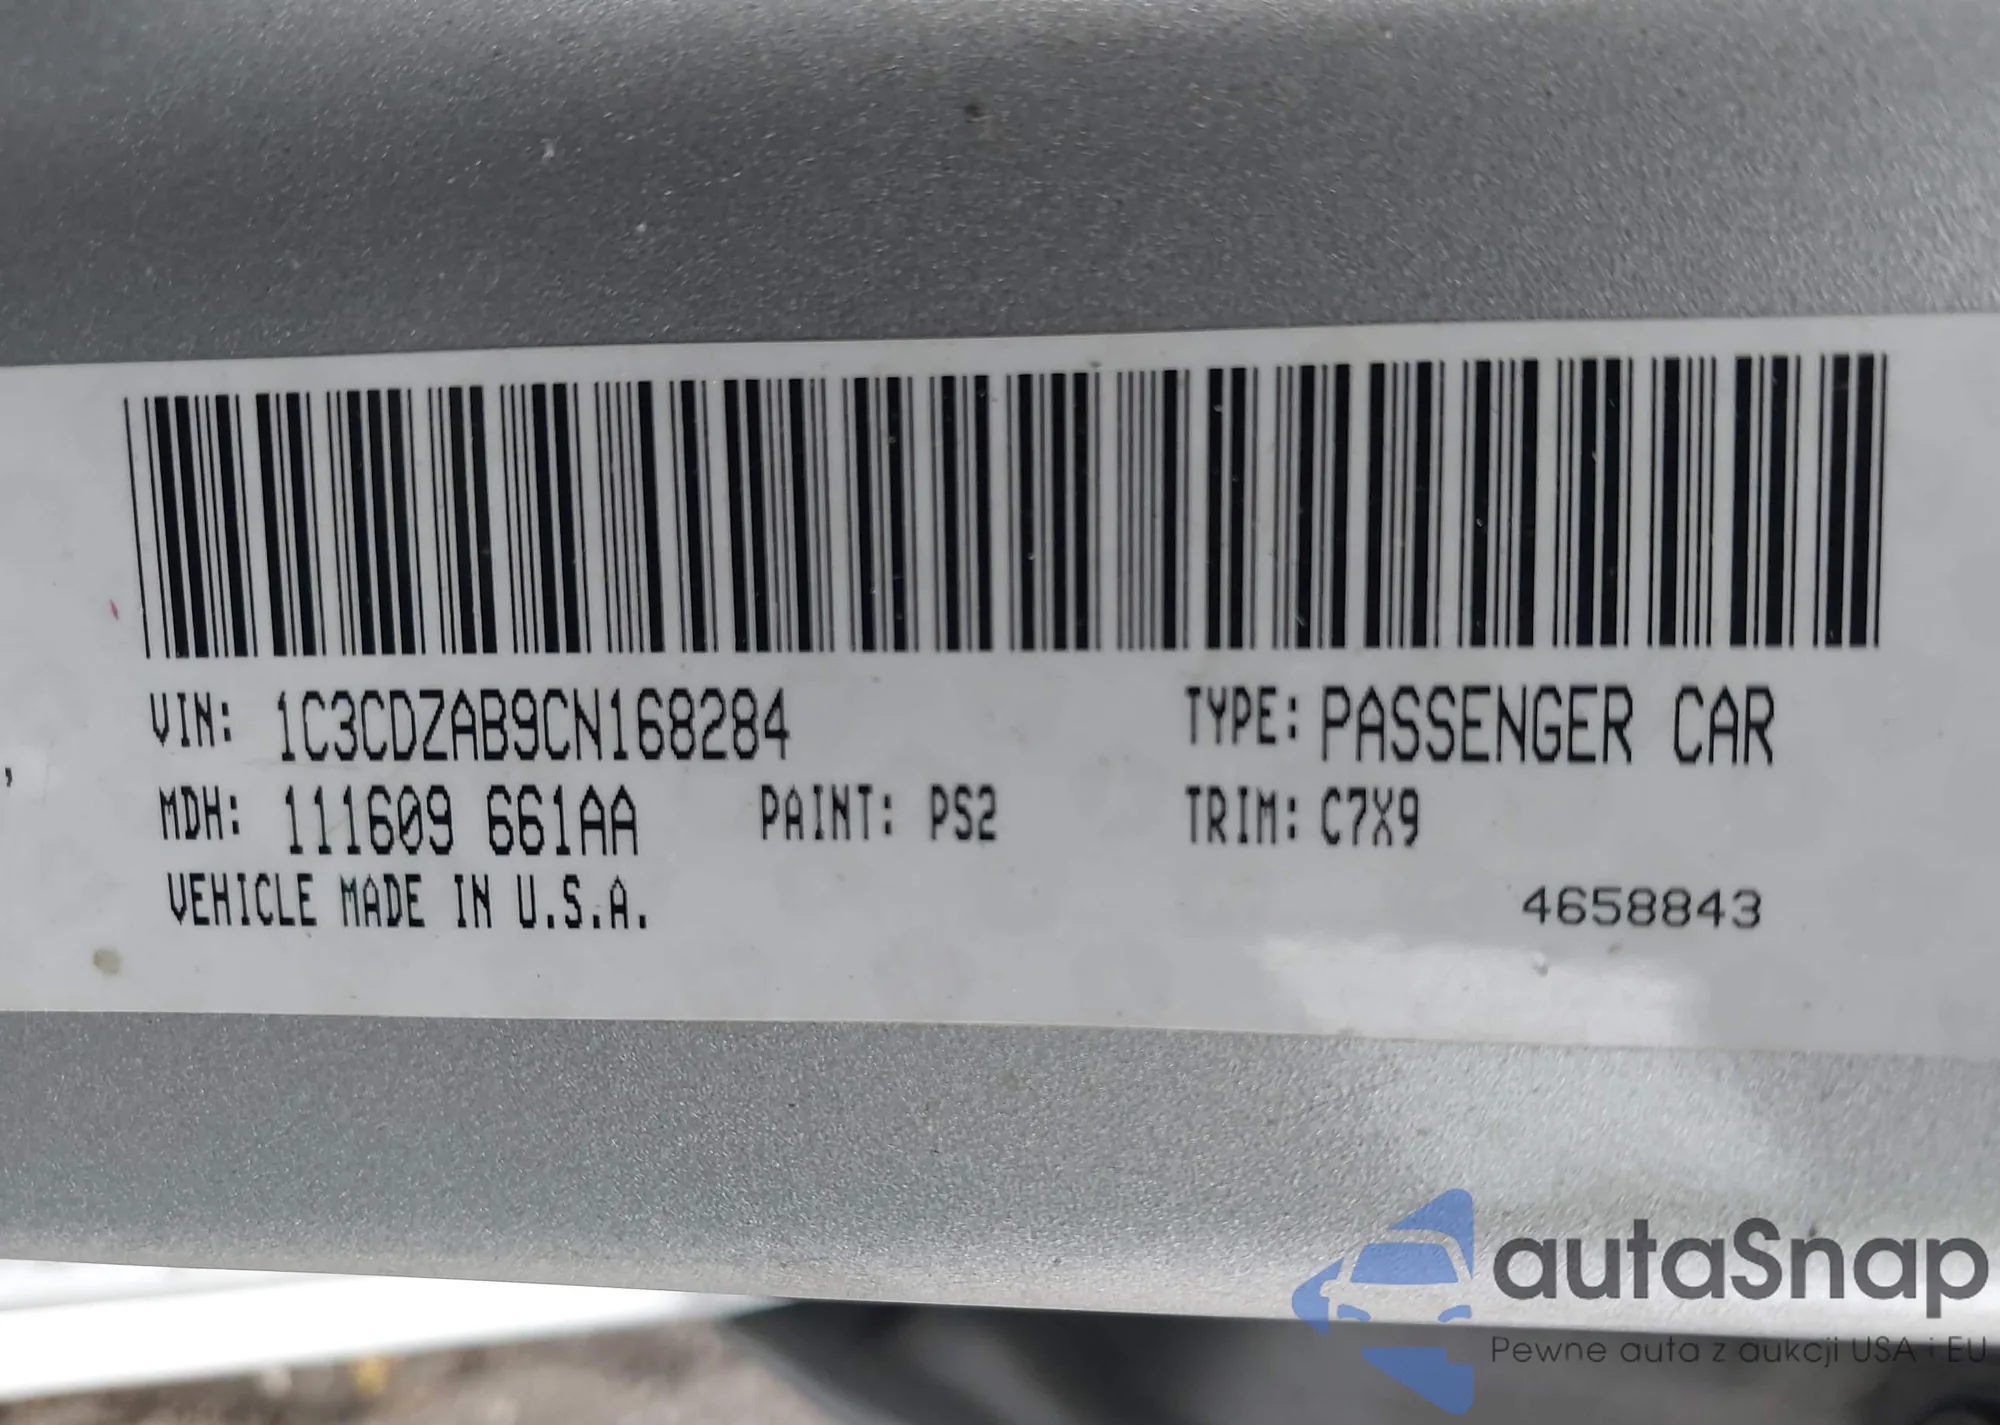 VIN: 1C3CDZAB9CN168284 TYPE: PASSENGER CAR
MDH: 111609 661AA PAINT: PS2 TRIM: C7X9
VEHICLE MADE IN U.S.A.
4658843
autaSnap
Pewne auta z aukcji USA i EU